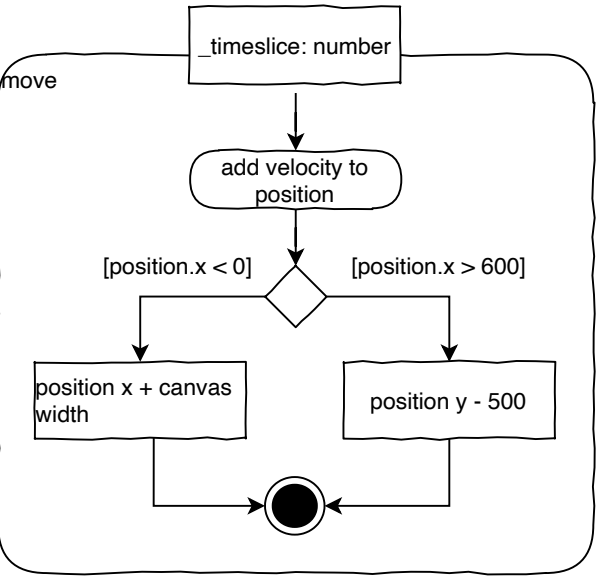 _timeslice: number
move
add velocity to
position
[position.x < 0]
[position.x > 600]
position x + canvas
width
position y - 500